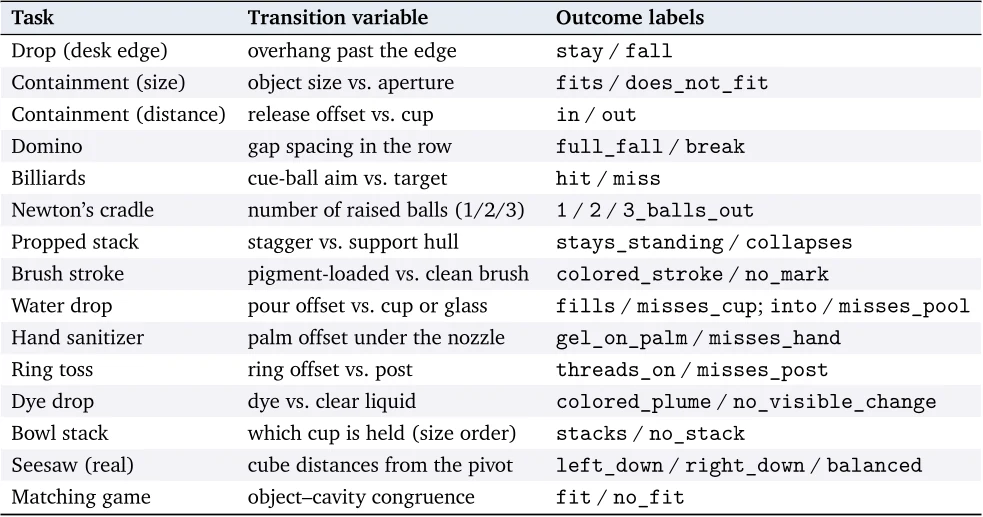 Task Transition variable Outcome labels
Drop (desk edge) overhang past the edge stay / fall
Containment (size) object size vs. aperture fits / does_not_fit
Containment (distance) release offset vs. cup in / out
Domino gap spacing in the row full_fall / break
Billiards cue-ball aim vs. target hit / miss
Newton’s cradle number of raised balls (1/2/3) 1 / 2 / 3_balls_out
Propped stack stagger vs. support hull stays_standing / collapses
Brush stroke pigment-loaded vs. clean brush colored_stroke / no_mark
Water drop pour offset vs. cup or glass fills / misses_cup; into / misses_pool
Hand sanitizer palm offset under the nozzle gel_on_palm / misses_hand
Ring toss ring offset vs. post threads_on / misses_post
Dye drop dye vs. clear liquid colored_plume / no_visible_change
Bowl stack which cup is held (size order) stacks / no_stack
Seesaw (real) cube distances from the pivot left_down / right_down / balanced
Matching game object–cavity congruence fit / no_fit